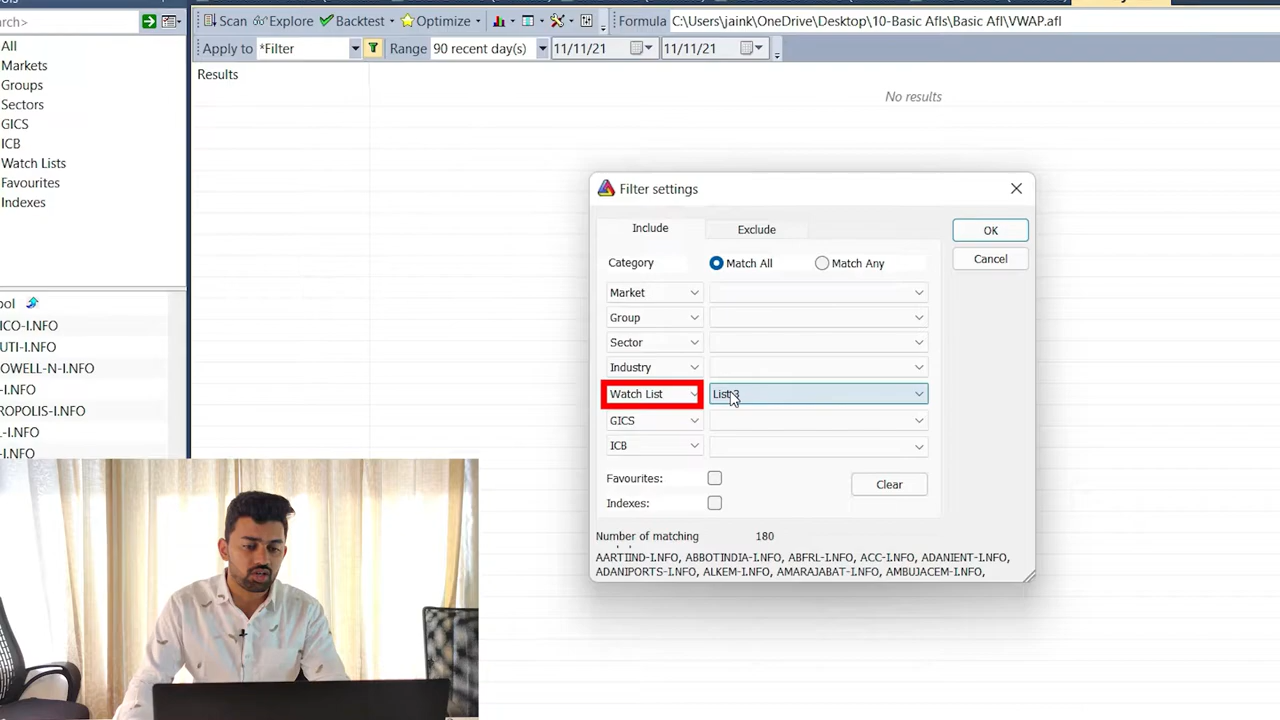 Scan Explore Backtest Optimize Formula C:\Users\jaink\OneDrive\Desktop\10-Basic Afls\Basic Afl\VWAP.afl
Apply to *Filter Range 90 recent day(s) 11/11/21 11/11/21
Results
No results
All
Markets
Groups
Sectors
GICS
ICB
Watch Lists
Favourites
Indexes
Filter settings
Include Exclude OK
Category Match All Match Any Cancel
Market
Group
Sector
Industry
Watch List List 3
GICS
ICB
Favourites: Clear
Indexes:
Number of matching 180
AARTIIND-I.NFO, ABBOTINDIA-I.NFO, ABFRL-I.NFO, ACC-I.NFO, ADANIENT-I.NFO,
ADANIPORTS-I.NFO, ALKEM-I.NFO, AMARAJABAT-I.NFO, AMBUJACEM-I.NFO,